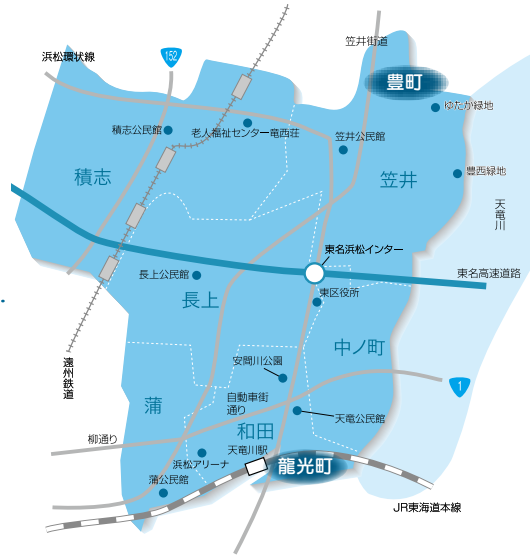 笠井街道
浜松環状線
152
豊町
ゆたか緑地
積志公民館
老人福祉センター竜西荘
笠井公民館
積志
笠井
豊西緑地
天竜川
東名浜松インター
長上公民館
東名高速道路
東区役所
長上
中ノ町
遠州鉄道
安間川公園
1
自動車街
通り
蒲
天竜公民館
和田
柳通り
天竜川駅
浜松アリーナ
龍光町
蒲公民館
JR東海道本線